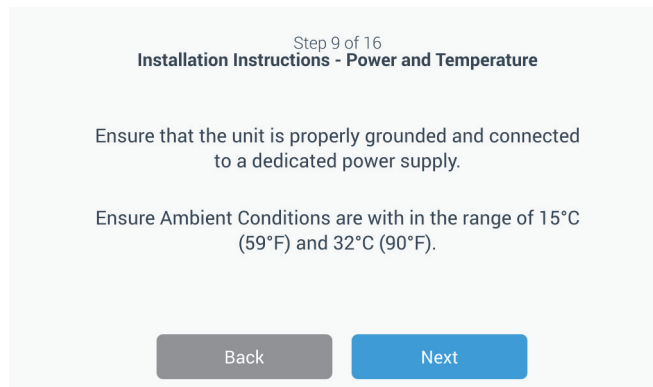 Step 9 of 16
Installation Instructions - Power and Temperature
Ensure that the unit is properly grounded and connected
to a dedicated power supply.
Ensure Ambient Conditions are with in the range of 15°C
(59°F) and 32°C (90°F).
Back
Next